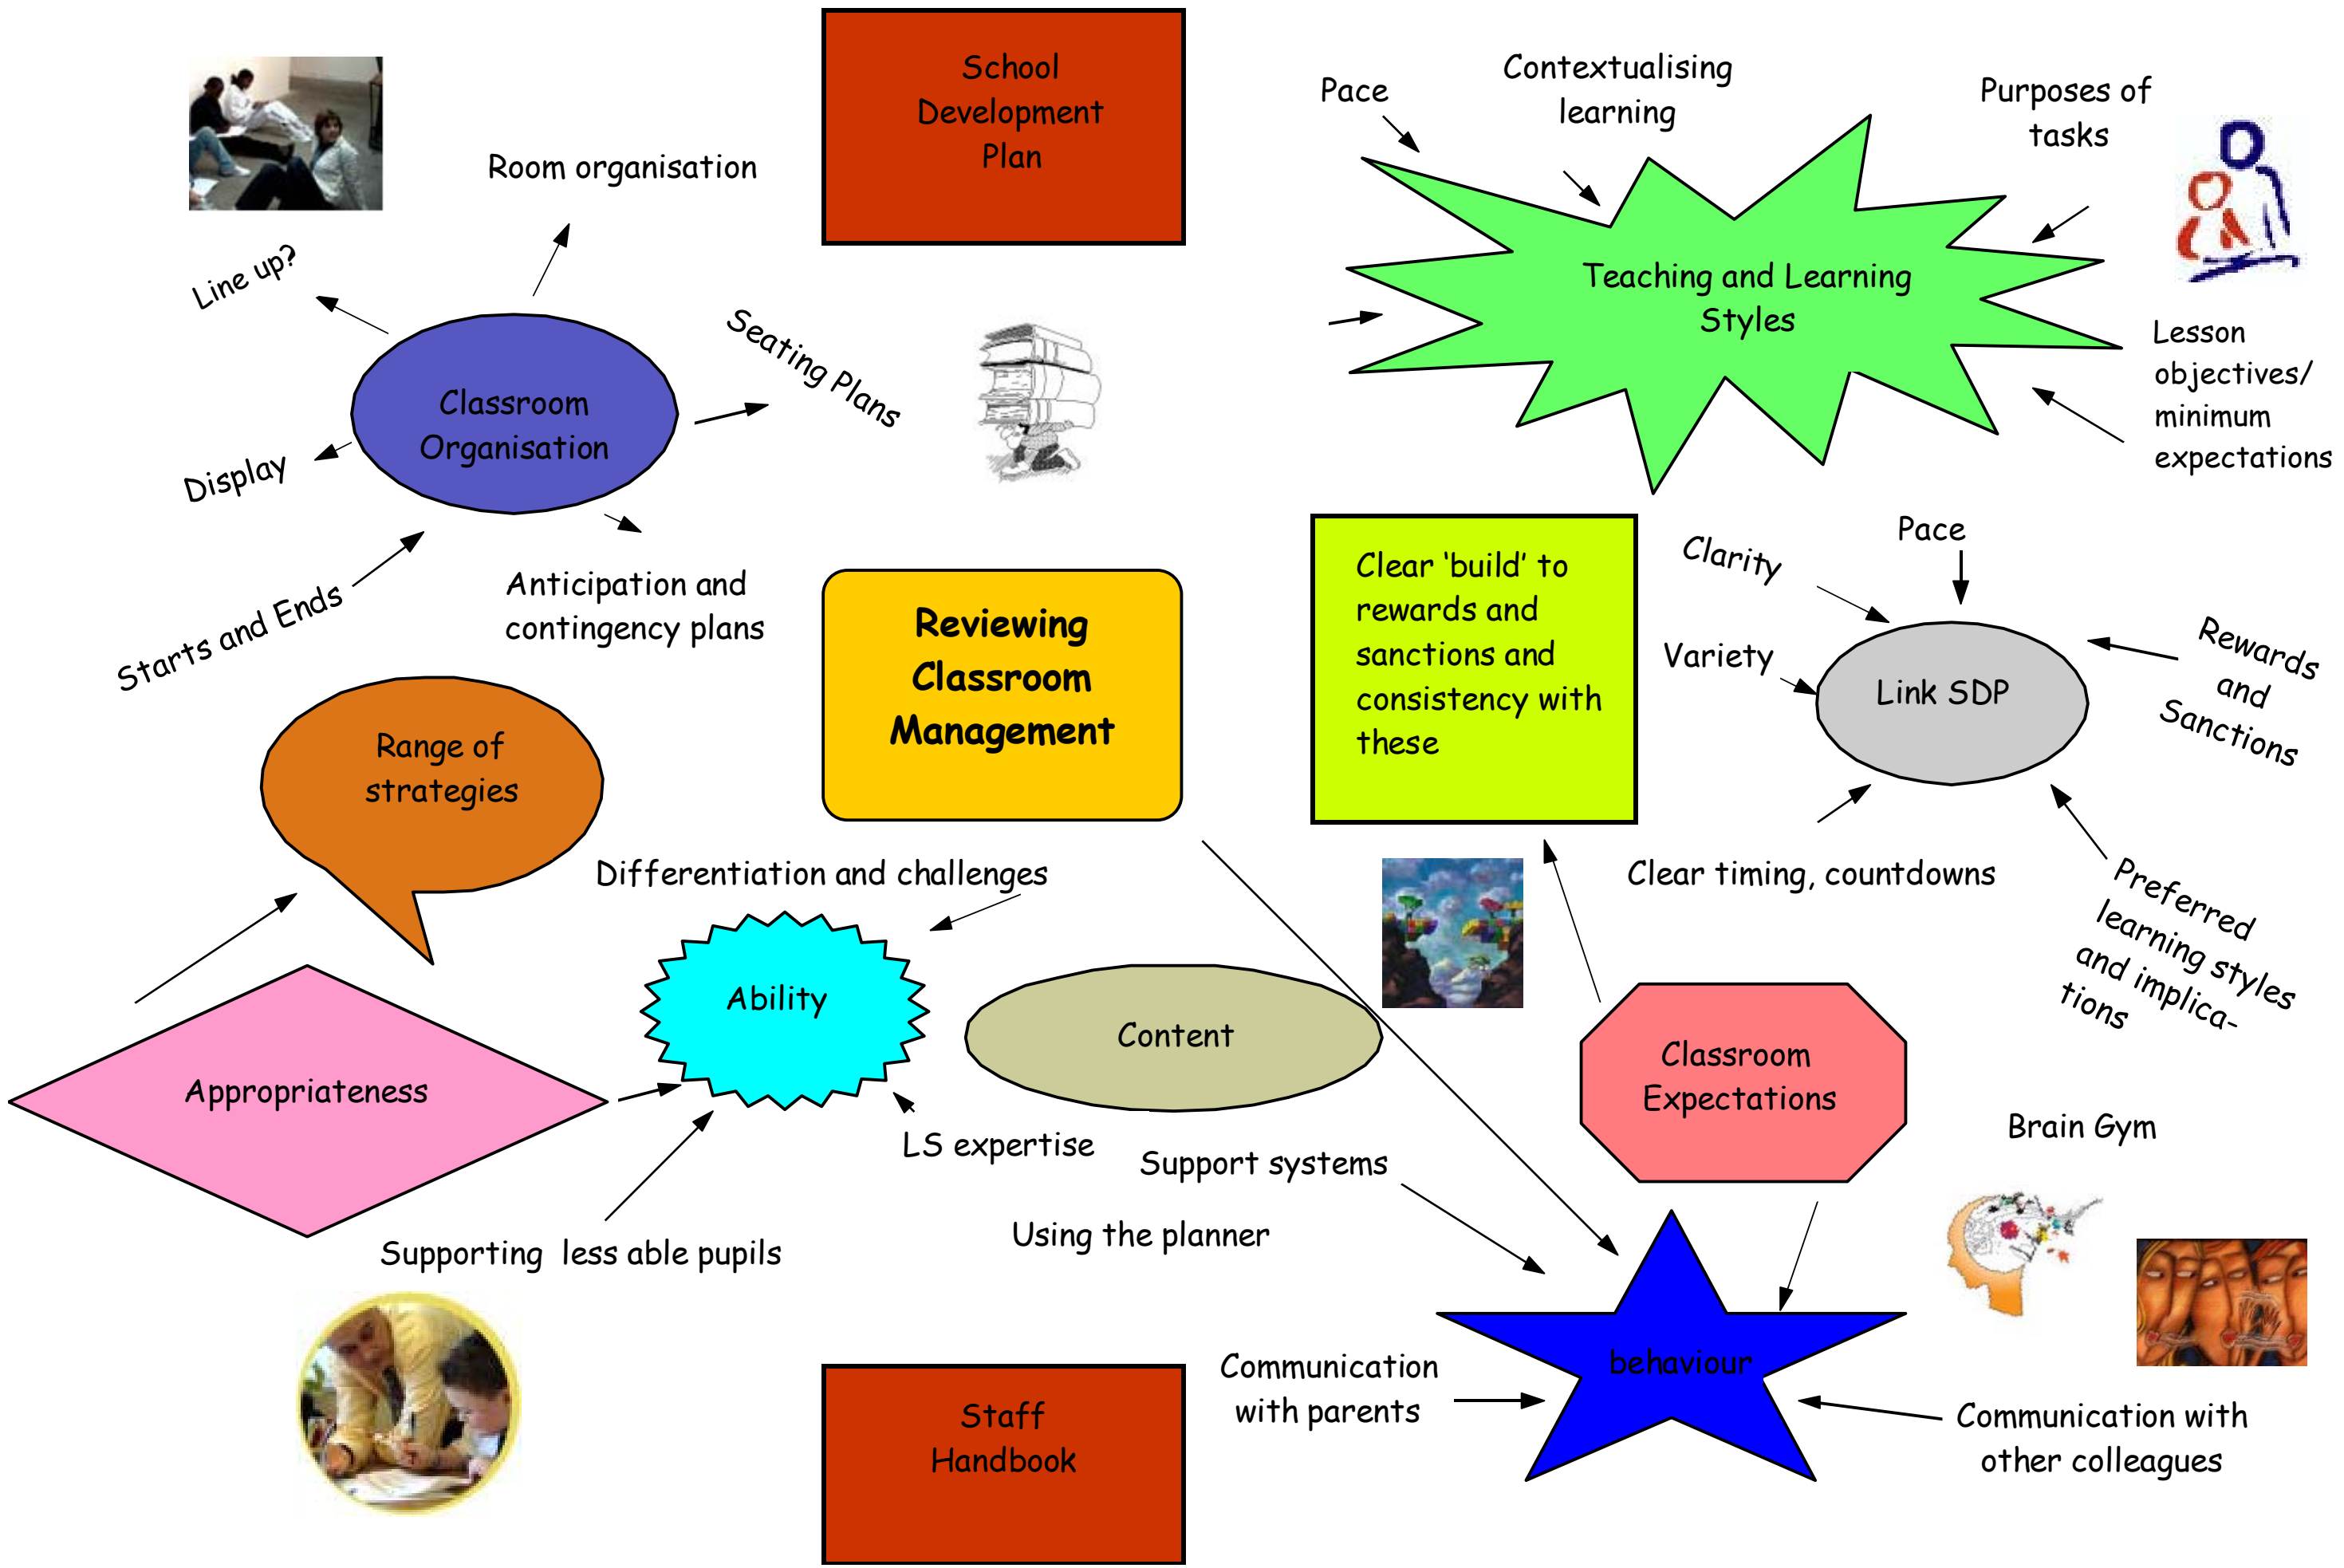 School
Development
Plan
Pace
Contextualising
learning
Purposes of
tasks
Room organisation
Line up?
Seating Plans
Teaching and Learning
Styles
Classroom
Organisation
Display
Lesson
objectives/
minimum
expectations
Starts and Ends
Anticipation and
contingency plans
Reviewing
Classroom
Management
Clear ‘build’ to
rewards and
sanctions and
consistency with
these
Clarity
Pace
Variety
Link SDP
Rewards
and
Sanctions
Range of
strategies
Differentiation and challenges
Clear timing, countdowns
Preferred
learning styles
and implica-
tions
Ability
Content
Appropriateness
Classroom
Expectations
LS expertise
Support systems
Brain Gym
Using the planner
Supporting  less able pupils
behaviour
Communication
with parents
Staff
Handbook
Communication with
other colleagues